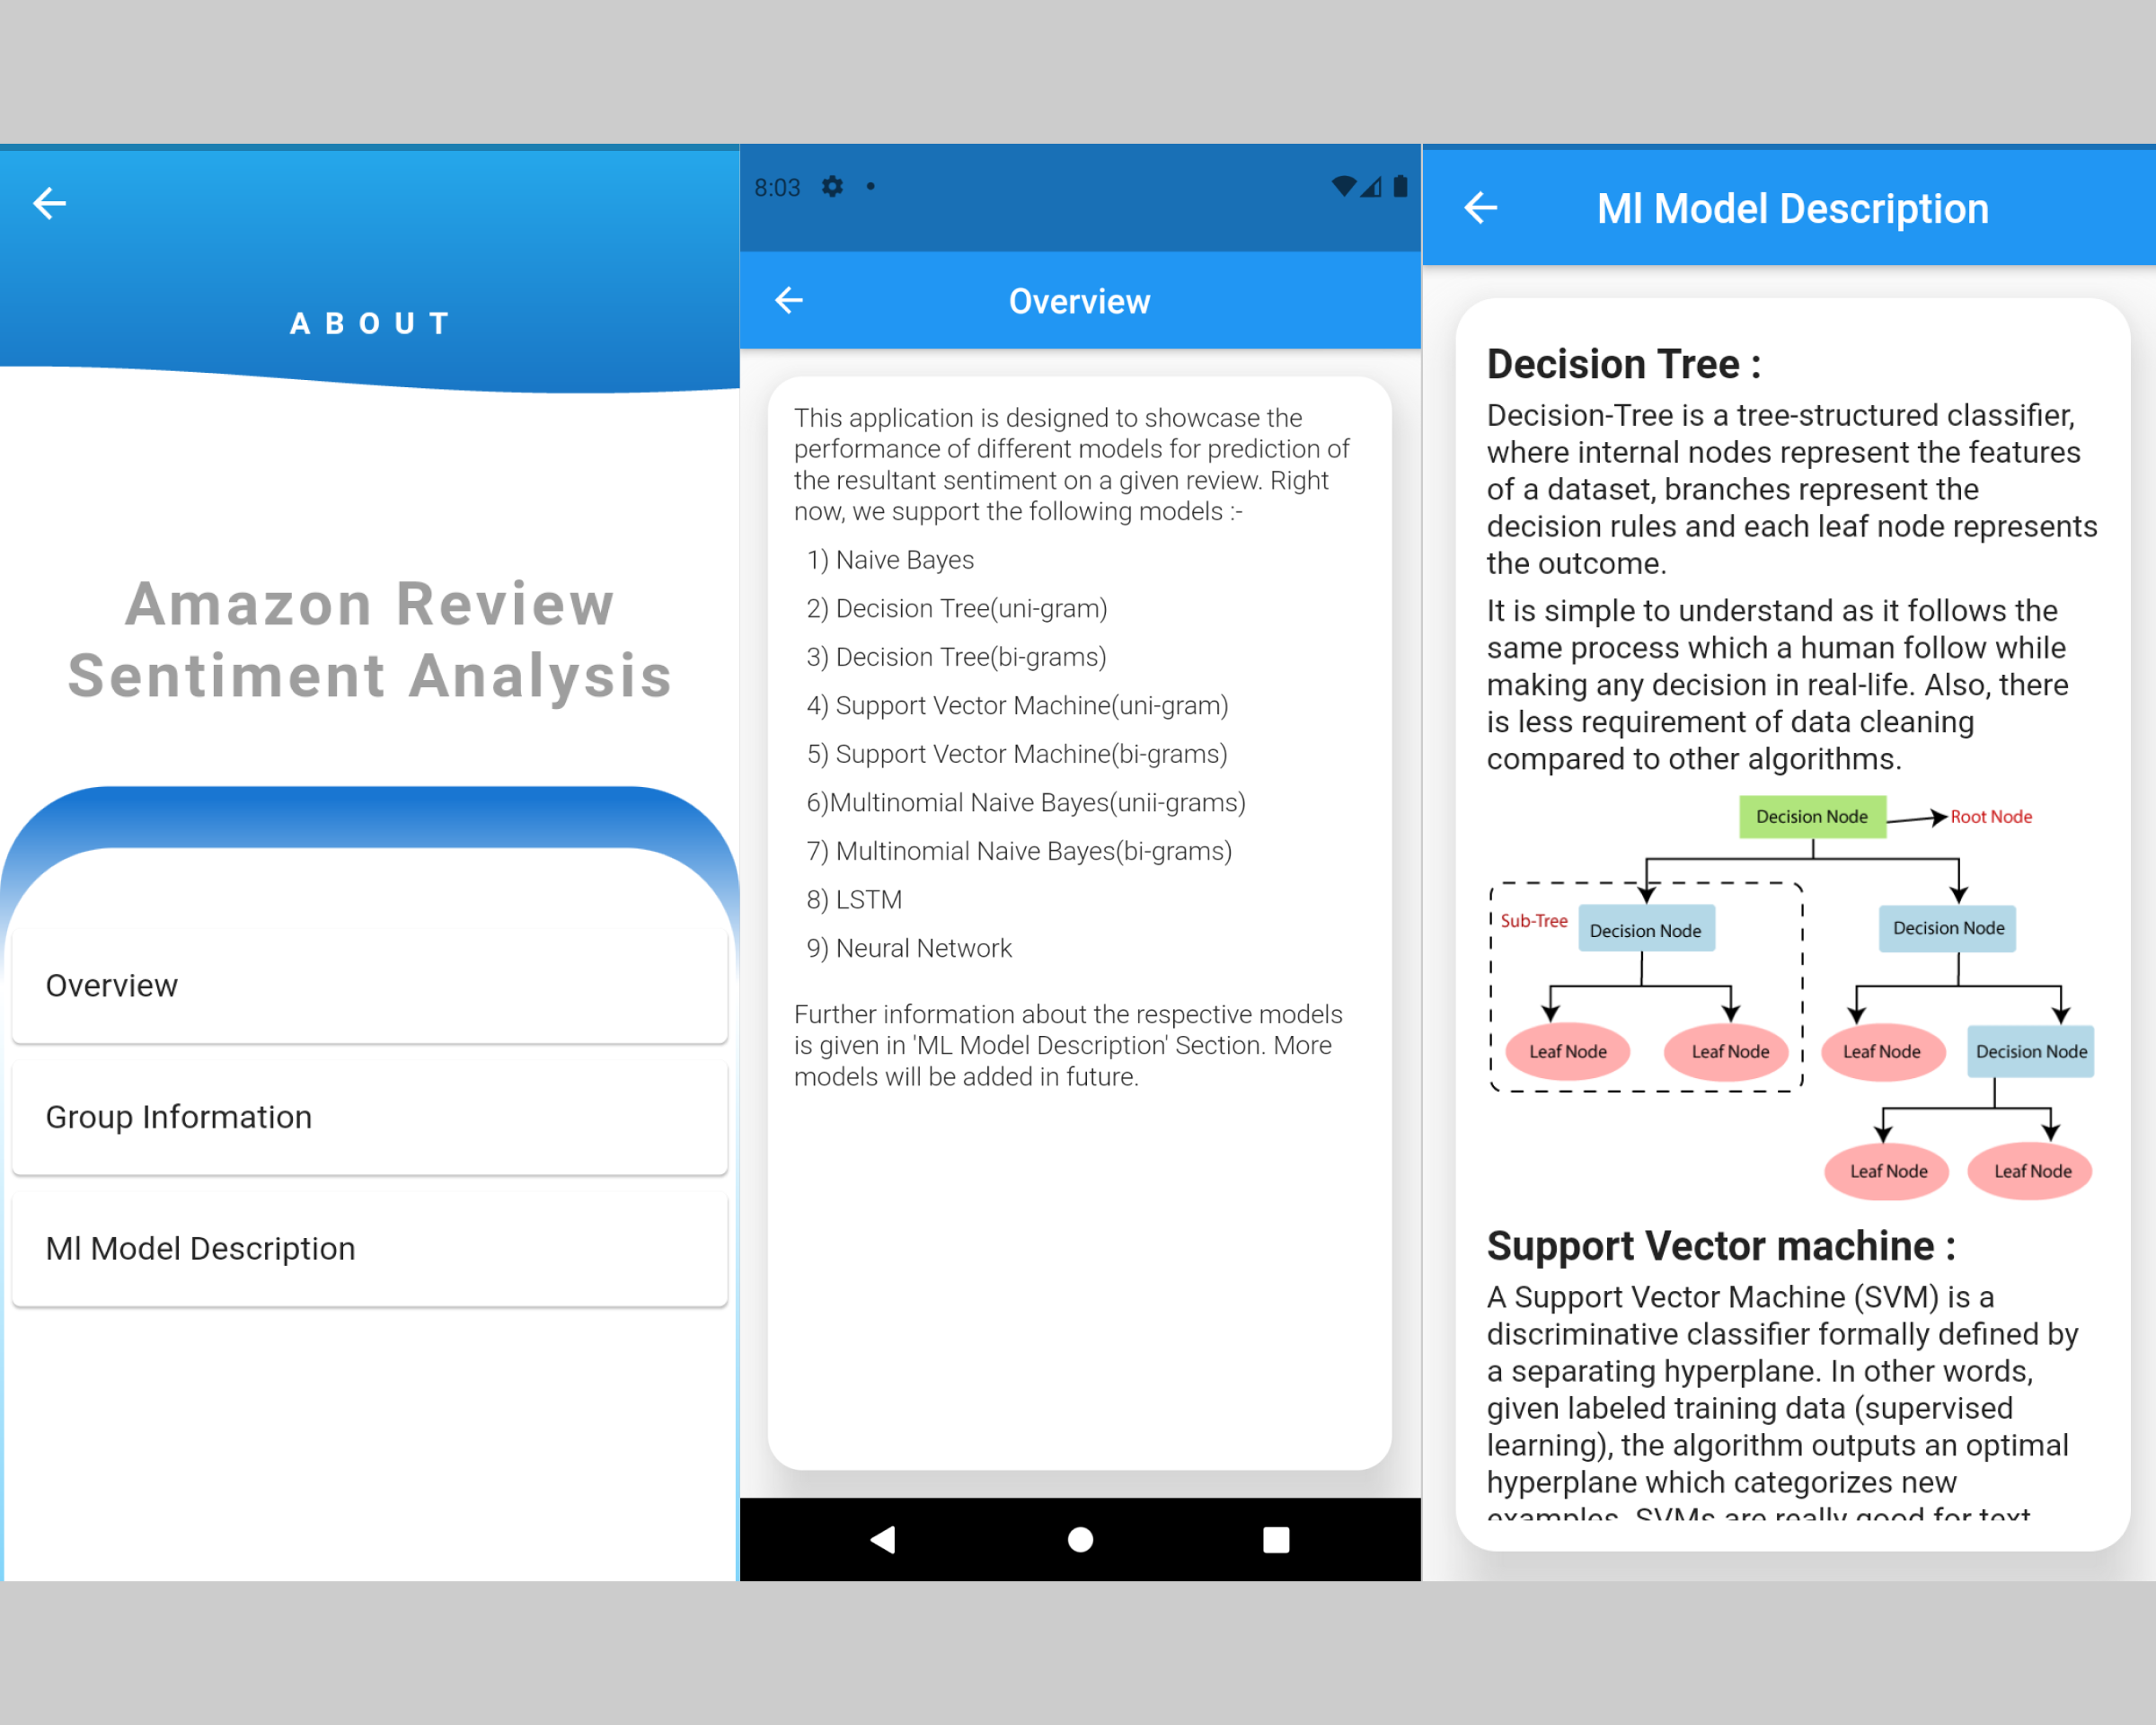 ABOUT
Amazon Review
Sentiment Analysis
Overview
Group Information
Ml Model Description
8:03
Overview
This application is designed to showcase the
performance of different models for prediction of
the resultant sentiment on a given review. Right
now, we support the following models :-
1) Naive Bayes
2) Decision Tree(uni-gram)
3) Decision Tree(bi-grams)
4) Support Vector Machine(uni-gram)
5) Support Vector Machine(bi-grams)
6)Multinomial Naive Bayes(unii-grams)
7) Multinomial Naive Bayes(bi-grams)
8) LSTM
9) Neural Network
Further information about the respective models
is given in 'ML Model Description' Section. More
models will be added in future.
Ml Model Description
Decision Tree :
Decision-Tree is a tree-structured classifier,
where internal nodes represent the features
of a dataset, branches represent the
decision rules and each leaf node represents
the outcome.
It is simple to understand as it follows the
same process which a human follow while
making any decision in real-life. Also, there
is less requirement of data cleaning
compared to other algorithms.
Decision Node
Root Node
Sub-Tree
Decision Node
Decision Node
Leaf Node
Leaf Node
Leaf Node
Decision Node
Leaf Node
Leaf Node
Support Vector machine :
A Support Vector Machine (SVM) is a
discriminative classifier formally defined by
a separating hyperplane. In other words,
given labeled training data (supervised
learning), the algorithm outputs an optimal
hyperplane which categorizes new
examples. SVMs are really good for text